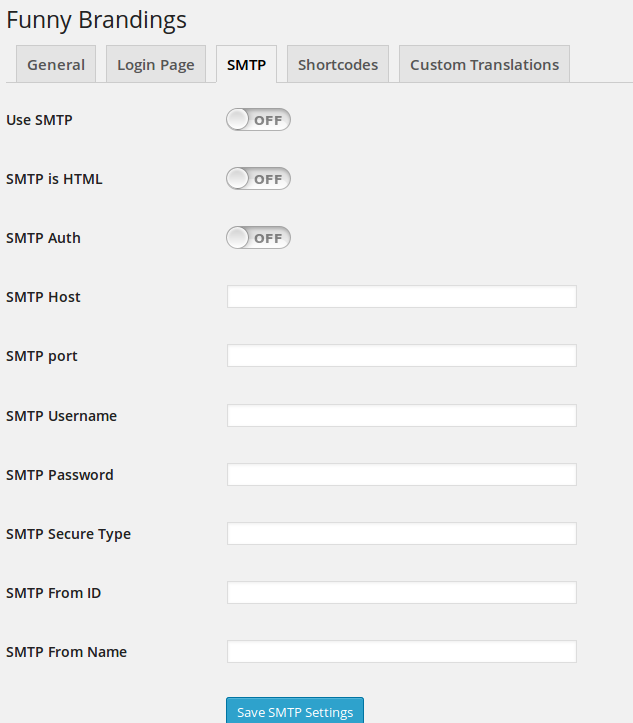 Funny Brandings
General Login Page SMTP Shortcodes Custom Translations
Use SMTP OFF
SMTP is HTML OFF
SMTP Auth OFF
SMTP Host
SMTP port
SMTP Username
SMTP Password
SMTP Secure Type
SMTP From ID
SMTP From Name
Save SMTP Settings